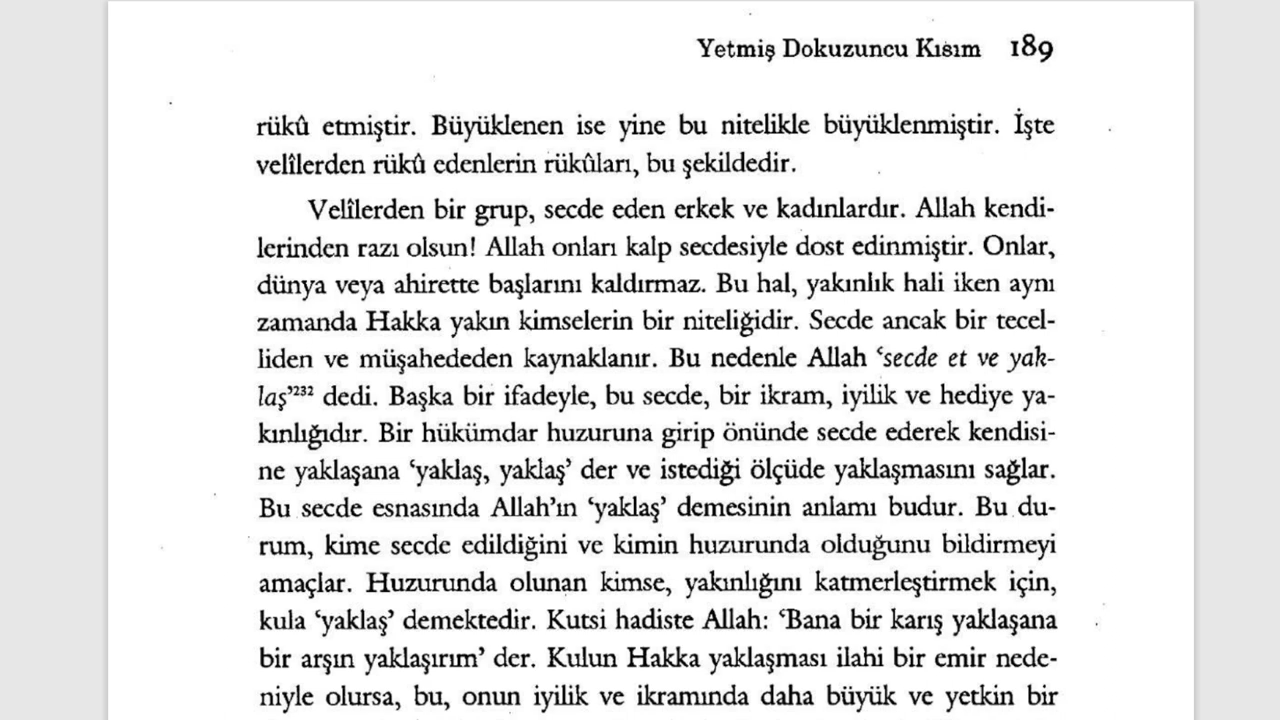 Yetmiş Dokuzuncu Kısım 189
rükû etmiştir. Büyüklenen ise yine bu nitelikle büyüklenmiştir. İşte
velîlerden rükû edenlerin rükûları, bu şekildedir.
Velîlerden bir grup, secde eden erkek ve kadınlardır. Allah kendi-
lerinden razı olsun! Allah onları kalp secdesiyle dost edinmiştir. Onlar,
dünya veya ahirette başlarını kaldırmaz. Bu hal, yakınlık hali iken aynı
zamanda Hakka yakın kimselerin bir niteliğidir. Secde ancak bir tecel-
liden ve müşahededen kaynaklanır. Bu nedenle Allah ‘secde et ve yak-
laş’²³² dedi. Başka bir ifadeyle, bu secde, bir ikram, iyilik ve hediye ya-
kınlığıdır. Bir hükümdar huzuruna girip önünde secde ederek kendisi-
ne yaklaşana ‘yaklaş, yaklaş’ der ve istediği ölçüde yaklaşmasını sağlar.
Bu secde esnasında Allah’ın ‘yaklaş’ demesinin anlamı budur. Bu du-
rum, kime secde edildiğini ve kimin huzurunda olduğunu bildirmeyi
amaçlar. Huzurunda olunan kimse, yakınlığını katmerleştirmek için,
kula ‘yaklaş’ demektedir. Kutsi hadiste Allah: ‘Bana bir karış yaklaşana
bir arşın yaklaşırım’ der. Kulun Hakka yaklaşması ilahi bir emir nede-
niyle olursa, bu, onun iyilik ve ikramında daha büyük ve yetkin bir